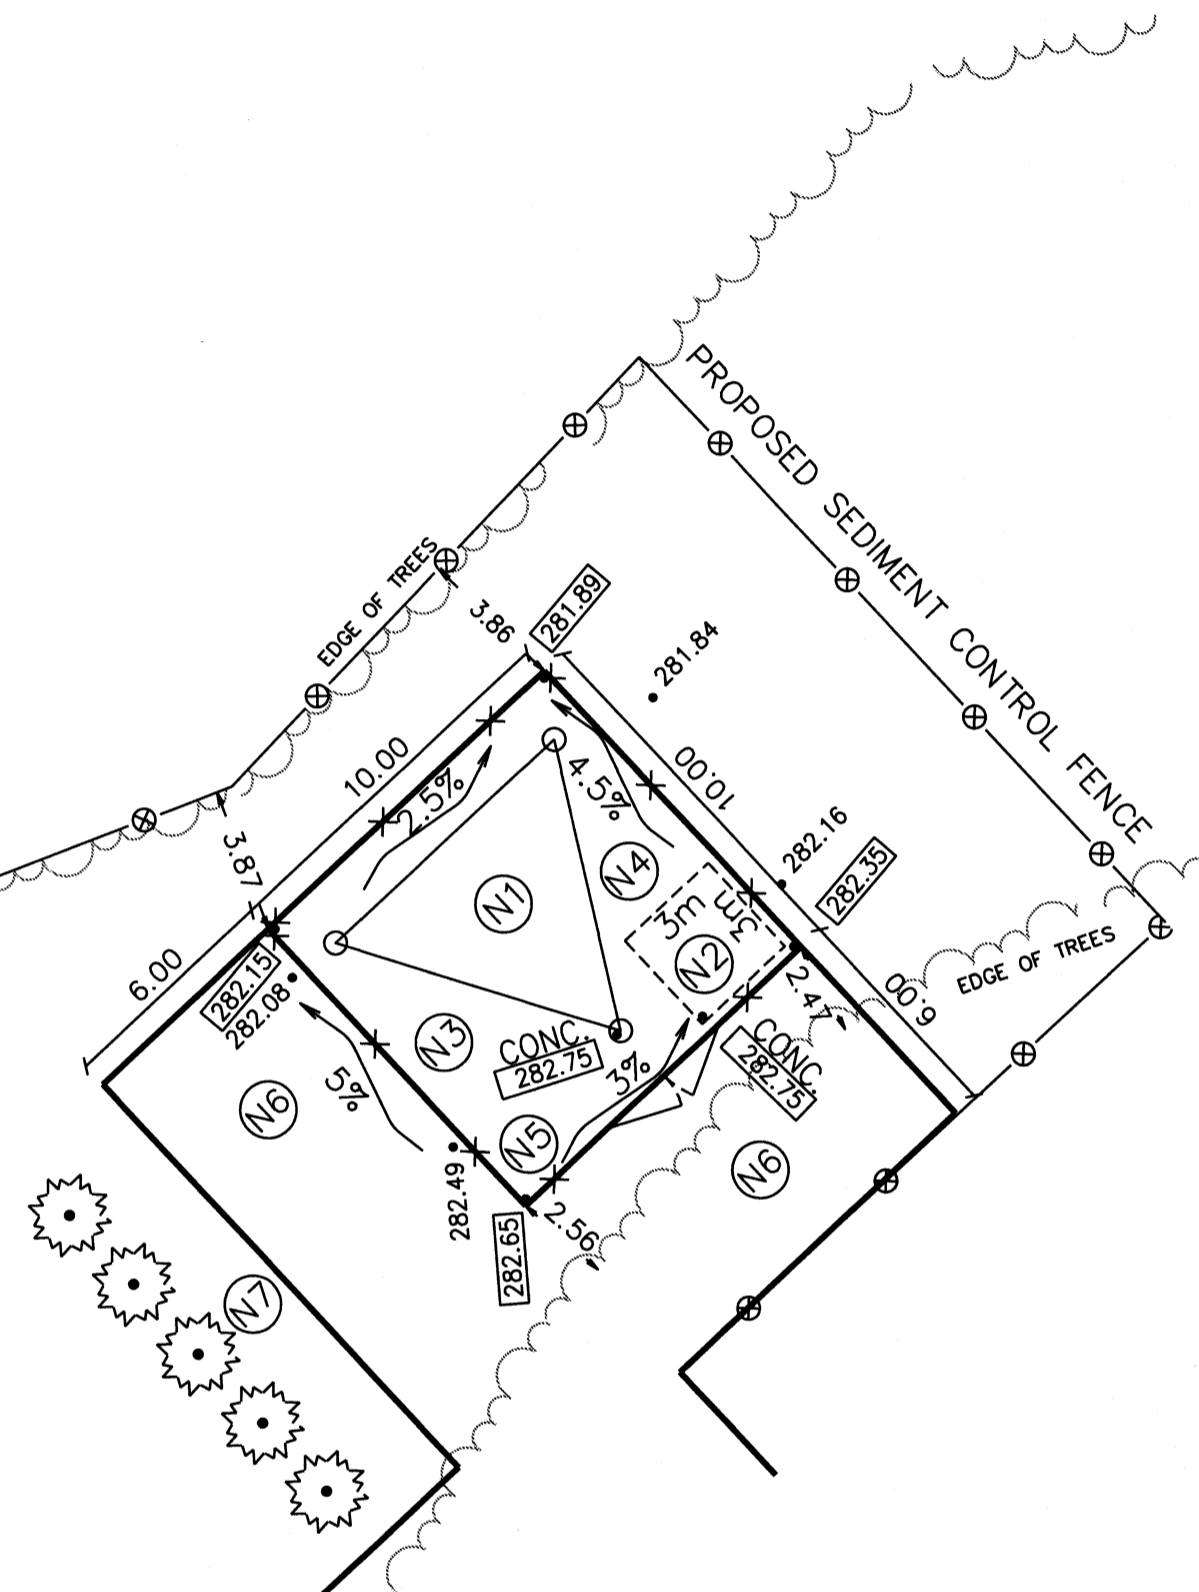 PROPOSED SEDIMENT CONTROL FENCE
EDGE OF TREES
3.86
281.89
281.84
10.00
2.5%
4.5%
10.00
3.87
282.16
282.35
N4
N1
3m
3m
N2
EDGE OF TREES
6.00
282.15
282.08
2.47
6.00
N3
CONC.
282.75
3%
CONC.
282.75
5%
N6
N5
282.49
N6
2.56
282.65
N7